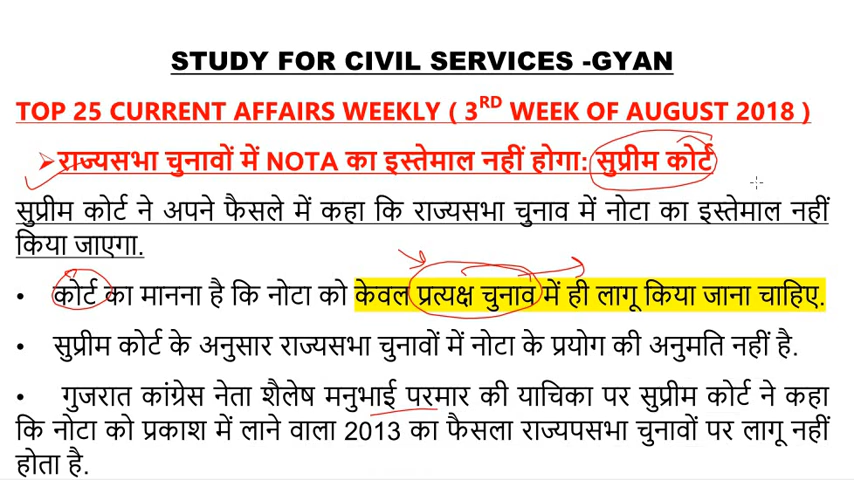 STUDY FOR CIVIL SERVICES -GYAN
TOP 25 CURRENT AFFAIRS WEEKLY ( 3RD WEEK OF AUGUST 2018 )
➢राज्यसभा चुनावों में NOTA का इस्तेमाल नहीं होगा: सुप्रीम कोर्ट
सुप्रीम कोर्ट ने अपने फैसले में कहा कि राज्यसभा चुनाव में नोटा का इस्तेमाल नहीं
किया जाएगा.
• कोर्ट का मानना है कि नोटा को केवल प्रत्यक्ष चुनाव में ही लागू किया जाना चाहिए.
• सुप्रीम कोर्ट के अनुसार राज्यसभा चुनावों में नोटा के प्रयोग की अनुमति नहीं है.
• गुजरात कांग्रेस नेता शैलेष मनुभाई परमार की याचिका पर सुप्रीम कोर्ट ने कहा
कि नोटा को प्रकाश में लाने वाला 2013 का फैसला राज्यपसभा चुनावों पर लागू नहीं
होता है.